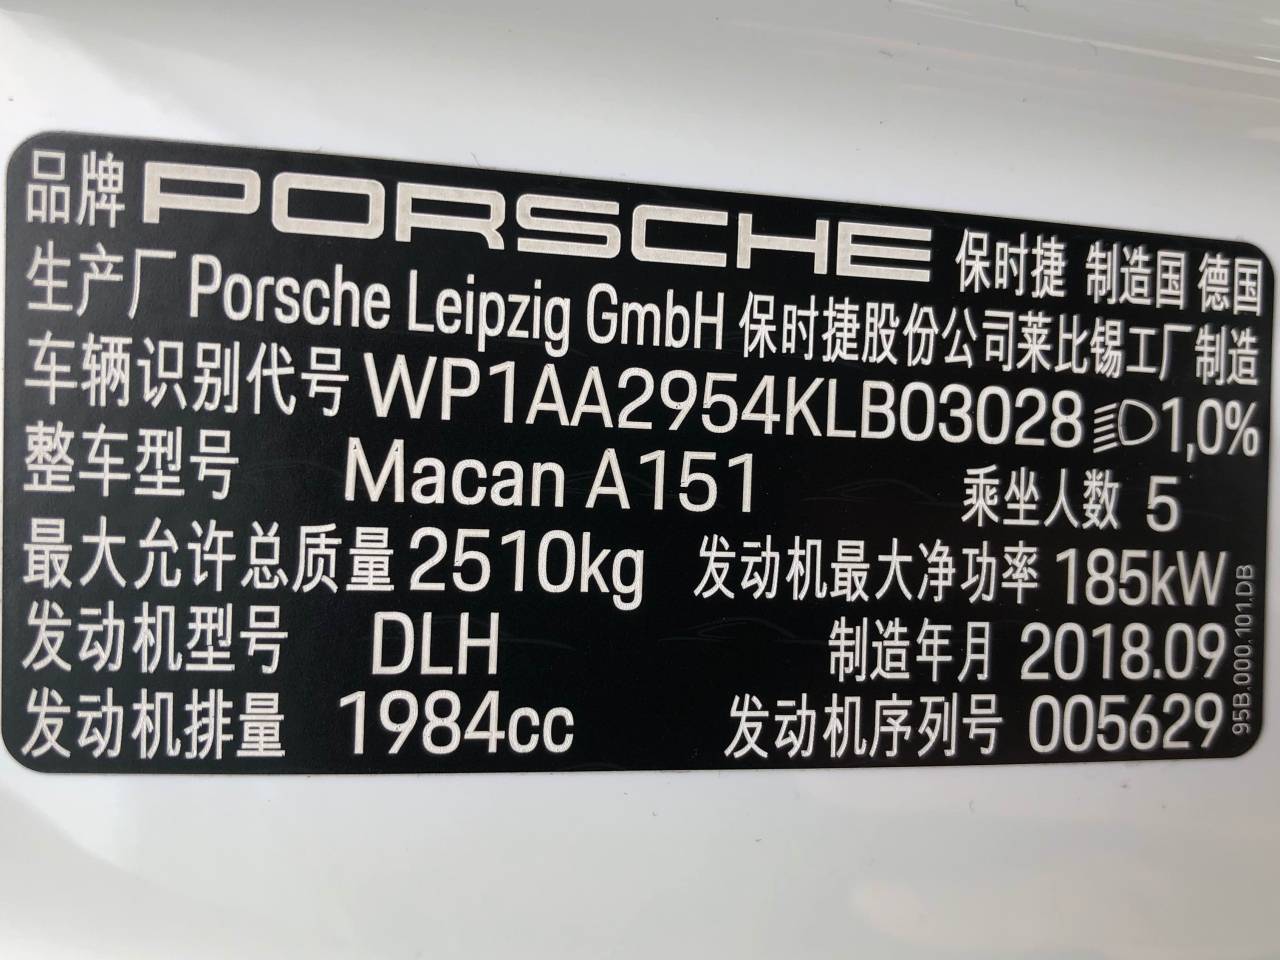 品牌 PORSCHE 保时捷 制造国 德国
生产厂 Porsche Leipzig GmbH 保时捷股份公司莱比锡工厂制造
车辆识别代号 WP1AA2954KLB03028 1,0%
整车型号 Macan A151 乘坐人数 5
最大允许总质量 2510kg 发动机最大净功率 185kW
发动机型号 DLH 制造年月 2018.09
发动机排量 1984cc 发动机序列号 005629
95B.000.101.DB